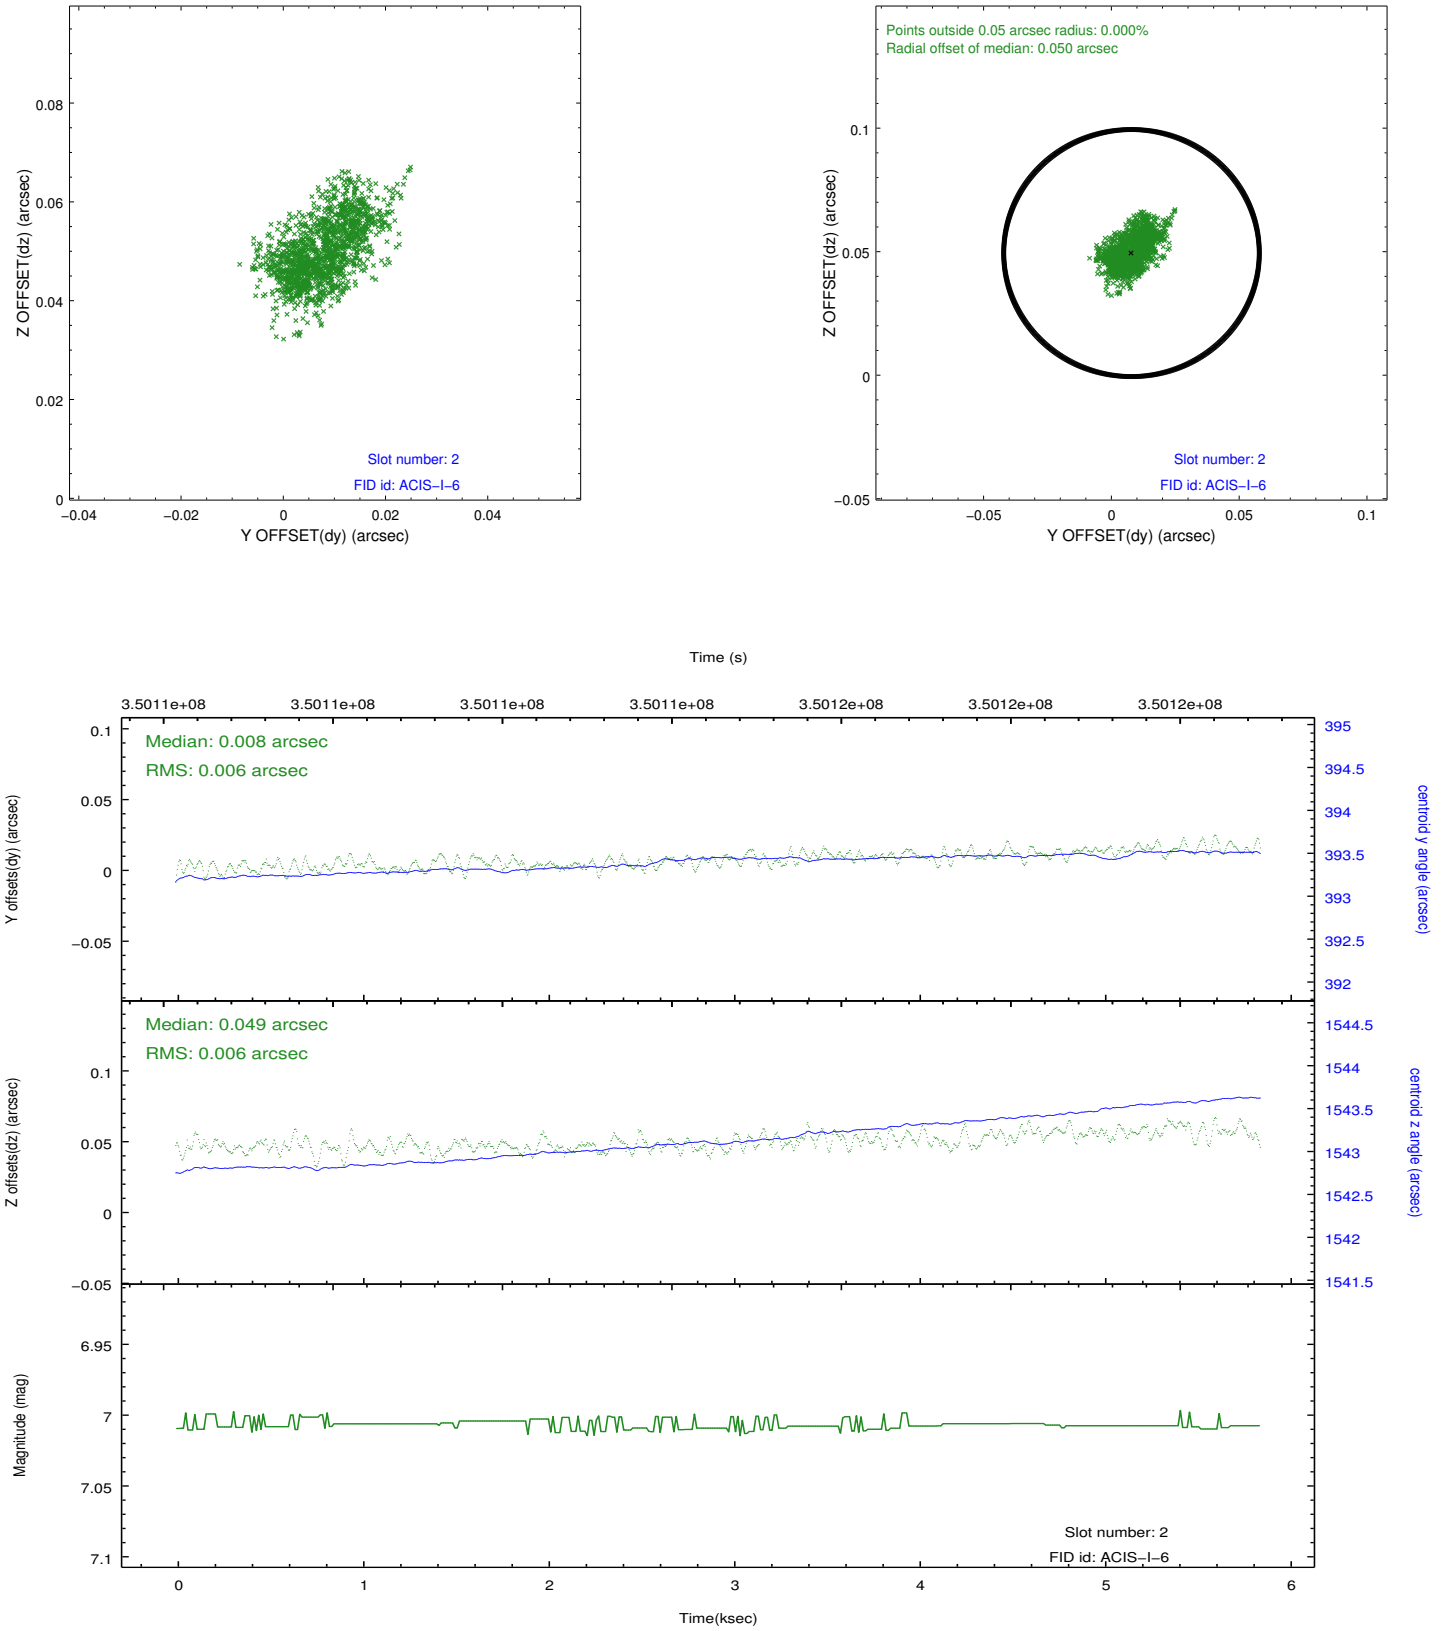 0.08
0.06
0.04
0.02
0
Z OFFSET(dz) (arcsec)
−0.04
−0.02
0
0.02
0.04
Y OFFSET(dy) (arcsec)
Slot number: 2
FID id: ACIS−I−6
Points outside 0.05 arcsec radius: 0.000%
Radial offset of median: 0.050 arcsec
0.1
0.05
0
−0.05
Z OFFSET(dz) (arcsec)
−0.05
0
0.05
0.1
Y OFFSET(dy) (arcsec)
Slot number: 2
FID id: ACIS−I−6
Time (s)
3.5011e+08
3.5011e+08
3.5011e+08
3.5011e+08
3.5012e+08
3.5012e+08
3.5012e+08
Median: 0.008 arcsec
RMS: 0.006 arcsec
0.1
0.05
0
−0.05
Y offsets(dy) (arcsec)
395
394.5
394
393.5
393
392.5
392
centroid y angle (arcsec)
Median: 0.049 arcsec
RMS: 0.006 arcsec
0.1
0.05
0
−0.05
Z offsets(dz) (arcsec)
1544.5
1544
1543.5
1543
1542.5
1542
1541.5
centroid z angle (arcsec)
6.95
7
7.05
7.1
Magnitude (mag)
Slot number: 2
FID id: ACIS−I−6
0
1
2
3
4
5
6
Time(ksec)